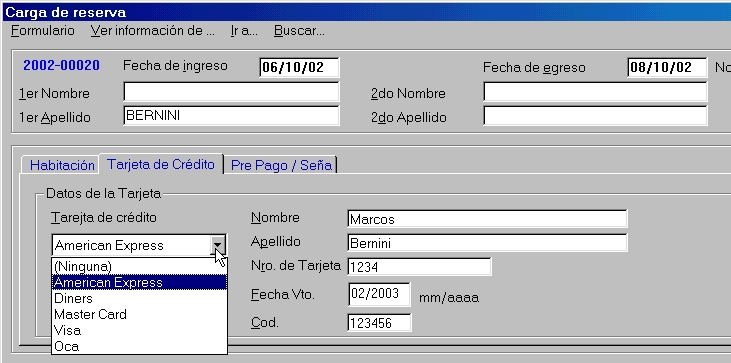 Carga de reserva
Formulario Ver información de ... Ir a... Buscar...
2002-00020 Fecha de ingreso 06/10/02 Fecha de egreso 08/10/02 No
1er Nombre 2do Nombre
1er Apellido BERNINI 2do Apellido
Habitación Tarjeta de Crédito Pre Pago / Seña
Datos de la Tarjeta
Tarejta de crédito Nombre Marcos
American Express Apellido Bernini
(Ninguna) Nro. de Tarjeta 1234
American Express
Diners Fecha Vto. 02/2003 mm/aaaa
Master Card
Visa Cod. 123456
Oca